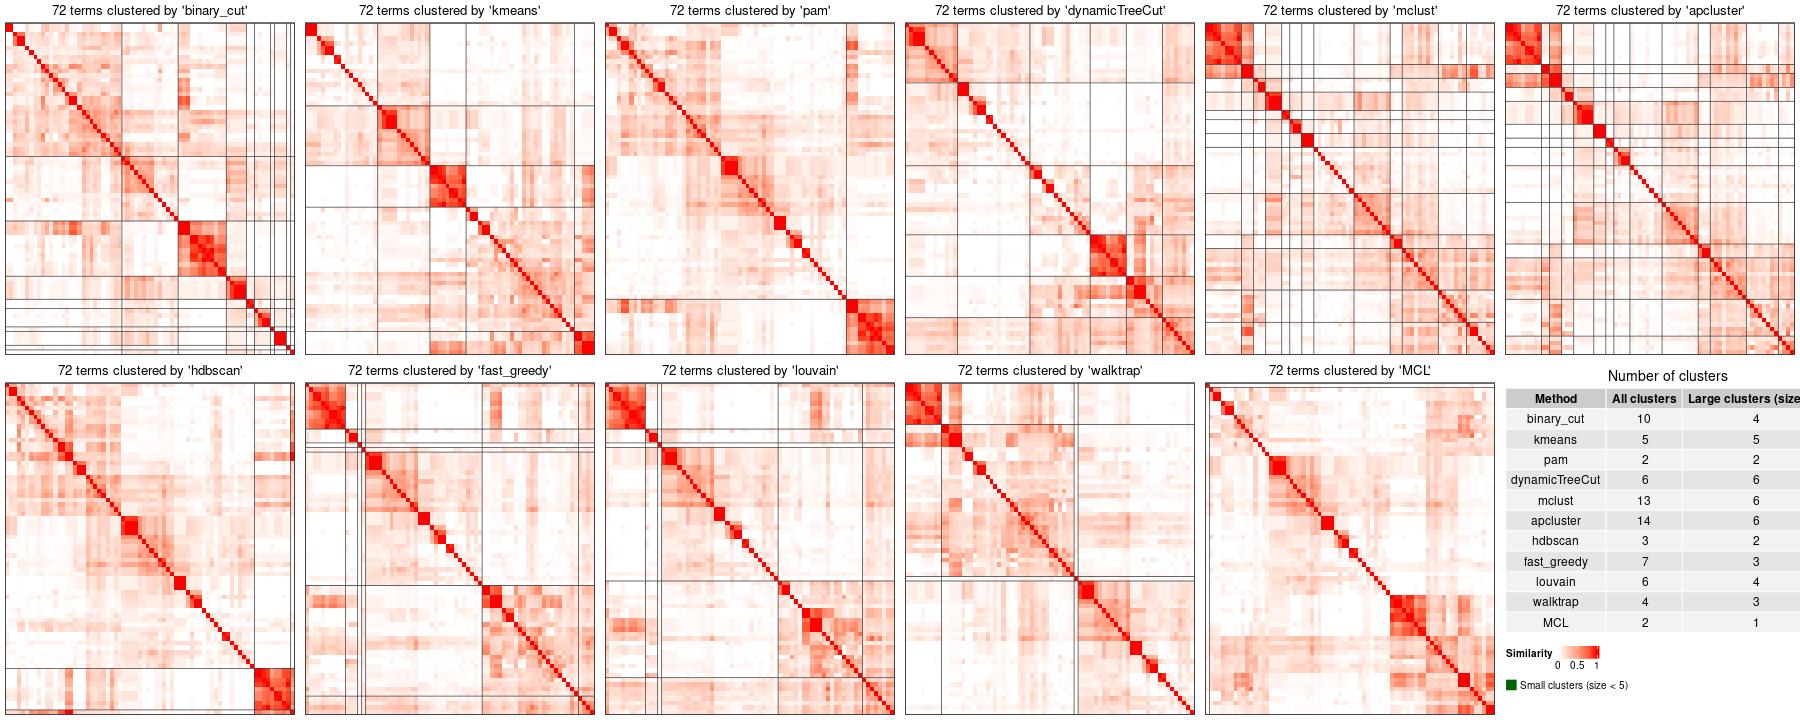 72 terms clustered by 'binary_cut'
72 terms clustered by 'kmeans'
72 terms clustered by 'pam'
72 terms clustered by 'dynamicTreeCut'
72 terms clustered by 'mclust'
72 terms clustered by 'apcluster'
72 terms clustered by 'hdbscan'
72 terms clustered by 'fast_greedy'
72 terms clustered by 'louvain'
72 terms clustered by 'walktrap'
72 terms clustered by 'MCL'
Number of clusters
Method All clusters Large clusters (size
binary_cut 10 4
kmeans 5 5
pam 2 2
dynamicTreeCut 6 6
mclust 13 6
apcluster 14 6
hdbscan 3 2
fast_greedy 7 3
louvain 6 4
walktrap 4 3
MCL 2 1
Similarity
0 0.5 1
Small clusters (size < 5)